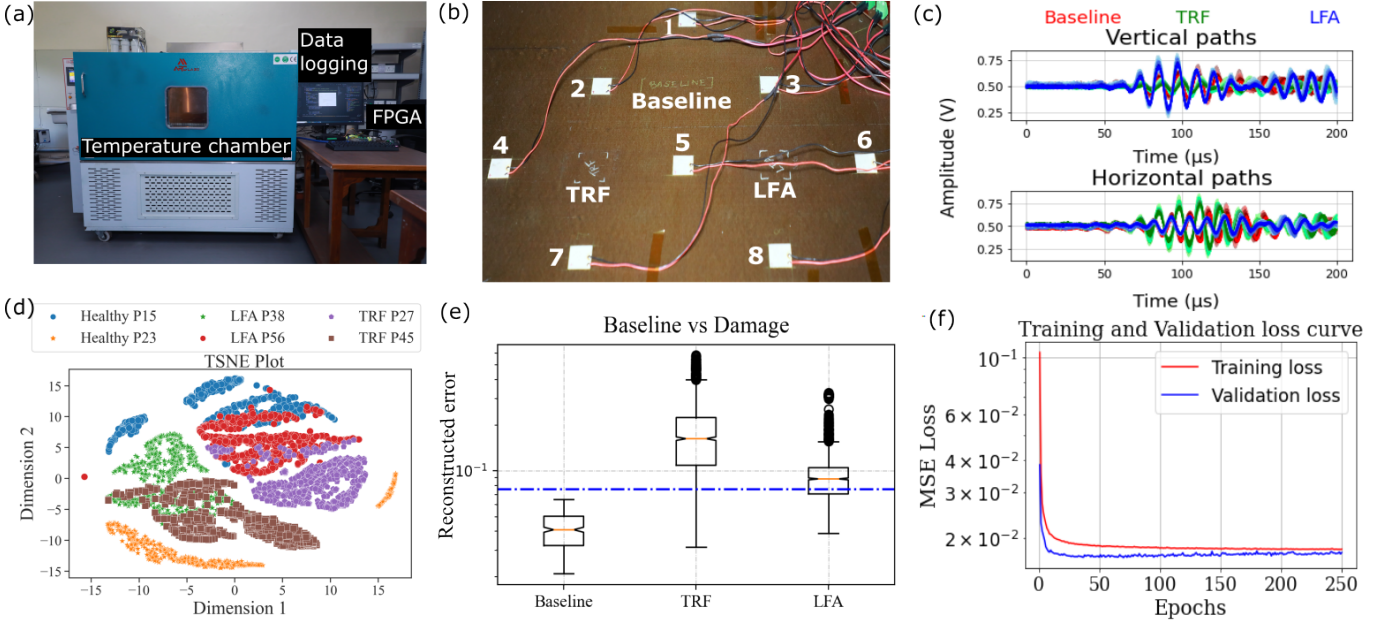 (a)
Data
logging
FPGA
Temperature chamber
(b)
1
2
[BASELINE]
3
Baseline
4
5
6
TRF
LFA
7
8
(c)
Baseline TRF LFA
Vertical paths
0.75
0.50
0.25
0 50 100 150 200
Time (µs)
Amplitude (V)
Horizontal paths
0.75
0.50
0.25
0 50 100 150 200
Time (µs)
(d)
Healthy P15 LFA P38 TRF P27
Healthy P23 LFA P56 TRF P45
TSNE Plot
Dimension 2
15
10
5
0
−5
−10
−15
−15 −10 −5 0 5 10 15
Dimension 1
(e)
Baseline vs Damage
Reconstructed error
10⁻¹
Baseline TRF LFA
(f)
Training and Validation loss curve
10⁻¹
Training loss
Validation loss
6 × 10⁻²
4 × 10⁻²
3 × 10⁻²
2 × 10⁻²
MSE Loss
0 50 100 150 200 250
Epochs